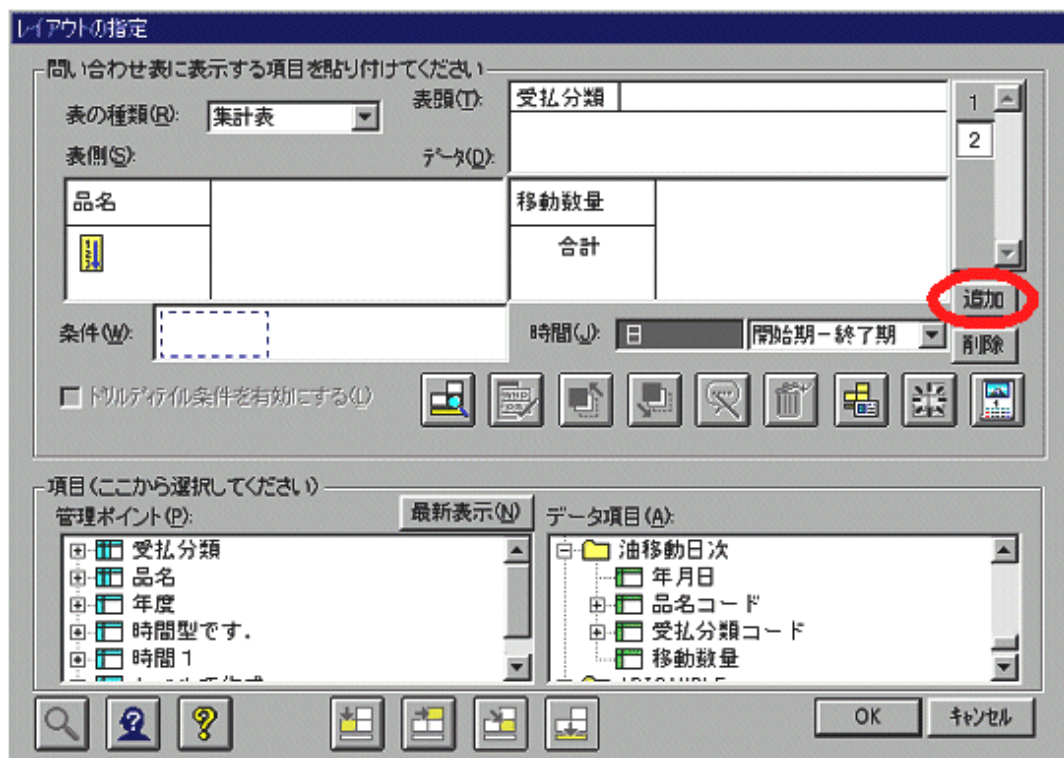 レイアウトの指定
問い合わせ表に表示する項目を貼り付けてください
表の種類(R): 集計表
表頭(T): 受払分類
1
2
表側(S):
データ(D):
品名
移動数量
合計
追加
条件(W):
時間(J): 日 開始期－終了期
削除
ドリルディテイル条件を有効にする(L)
項目(ここから選択してください)
管理ポイント(P):
最新表示(N)
データ項目(A):
受払分類
品名
年度
時間型です.
時間1
油移動日次
年月日
品名コード
受払分類コード
移動数量
OK
キャンセル